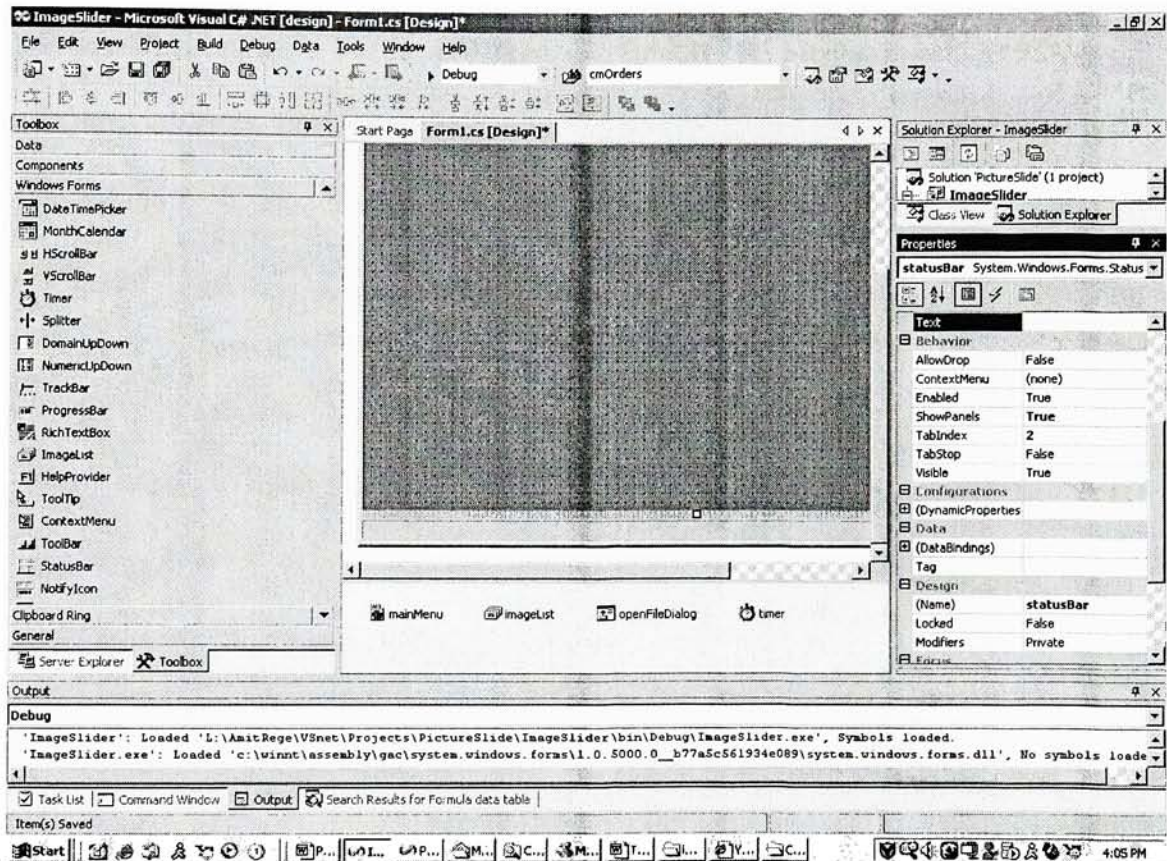 ImageSlider - Microsoft Visual C# .NET [design] - Form1.cs [Design]*
File Edit View Project Build Debug Data Tools Window Help
Debug cmOrders
Toolbox
Data
Components
Windows Forms
DateTimePicker
MonthCalendar
HScrollBar
VScrollBar
Timer
Splitter
DomainUpDown
NumericUpDown
TrackBar
ProgressBar
RichTextBox
ImageList
HelpProvider
ToolTip
ContextMenu
ToolBar
StatusBar
NotifyIcon
Clipboard Ring
General
Server Explorer Toolbox
Start Page Form1.cs [Design]*
mainMenu imageList openFileDialog timer
Solution Explorer - ImageSlider
Solution 'PictureSlide' (1 project)
ImageSlider
Class View Solution Explorer
Properties
statusBar System.Windows.Forms.Status
Text
Behavior
AllowDrop False
ContextMenu (none)
Enabled True
ShowPanels True
TabIndex 2
TabStop False
Visible True
Configurations
(DynamicProperties
Data
(DataBindings)
Tag
Design
(Name) statusBar
Locked False
Modifiers Private
Focus
Output
Debug
'ImageSlider': Loaded 'L:\AmitRege\VSnet\Projects\PictureSlide\ImageSlider\bin\Debug\ImageSlider.exe', Symbols loaded.
'ImageSlider.exe': Loaded 'c:\winnt\assembly\gac\system.windows.forms\1.0.5000.0__b77a5c561934e089\system.windows.forms.dll', No symbols loade
Task List Command Window Output Search Results for Formula data table
Item(s) Saved
Start P... I... P... M... C... M... T... I... Y... C... 4:05 PM